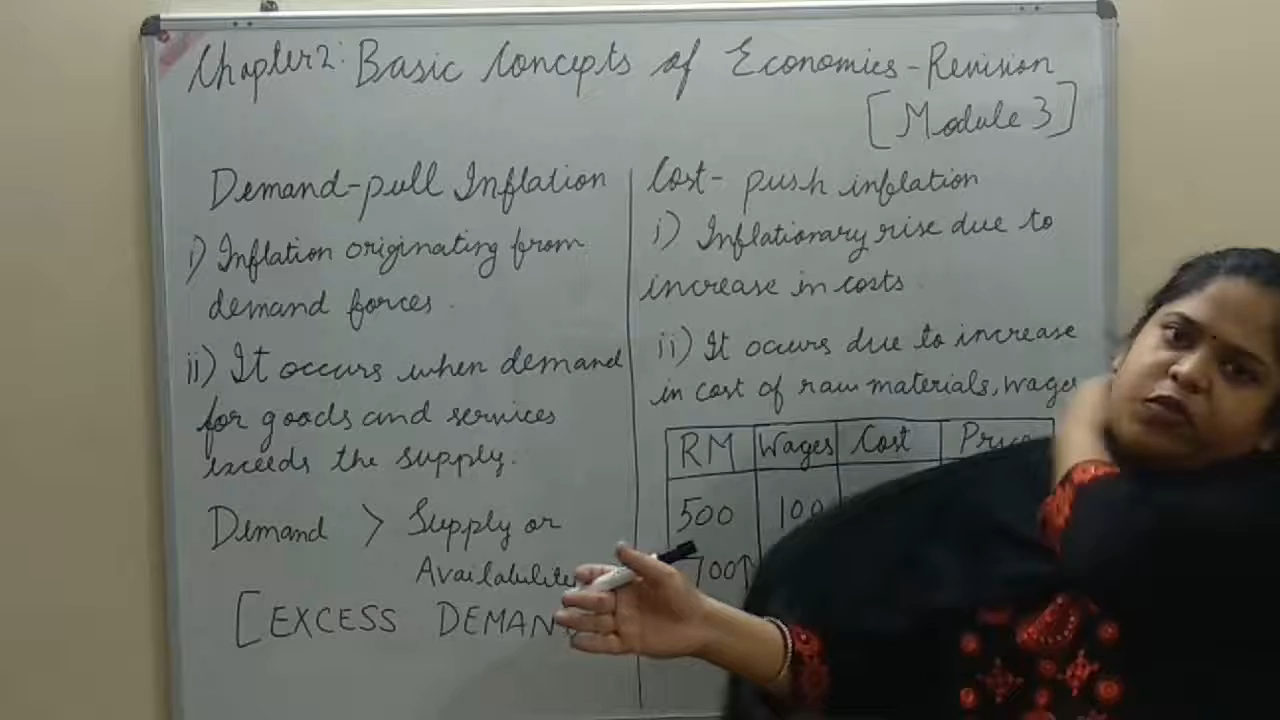 Chapter 2: Basic Concepts of Economics - Revision
[Module 3]
Demand-pull Inflation
i) Inflation originating from
demand forces.
ii) It occurs when demand
for goods and services
exceeds the supply.
Demand > Supply or
[EXCESS
Cost-push inflation
i) Inflationary rise due to
increase in costs.
ii) It occurs due to increase
in cost of raw materials, wages
RM Wages Cost
500 100
700↑